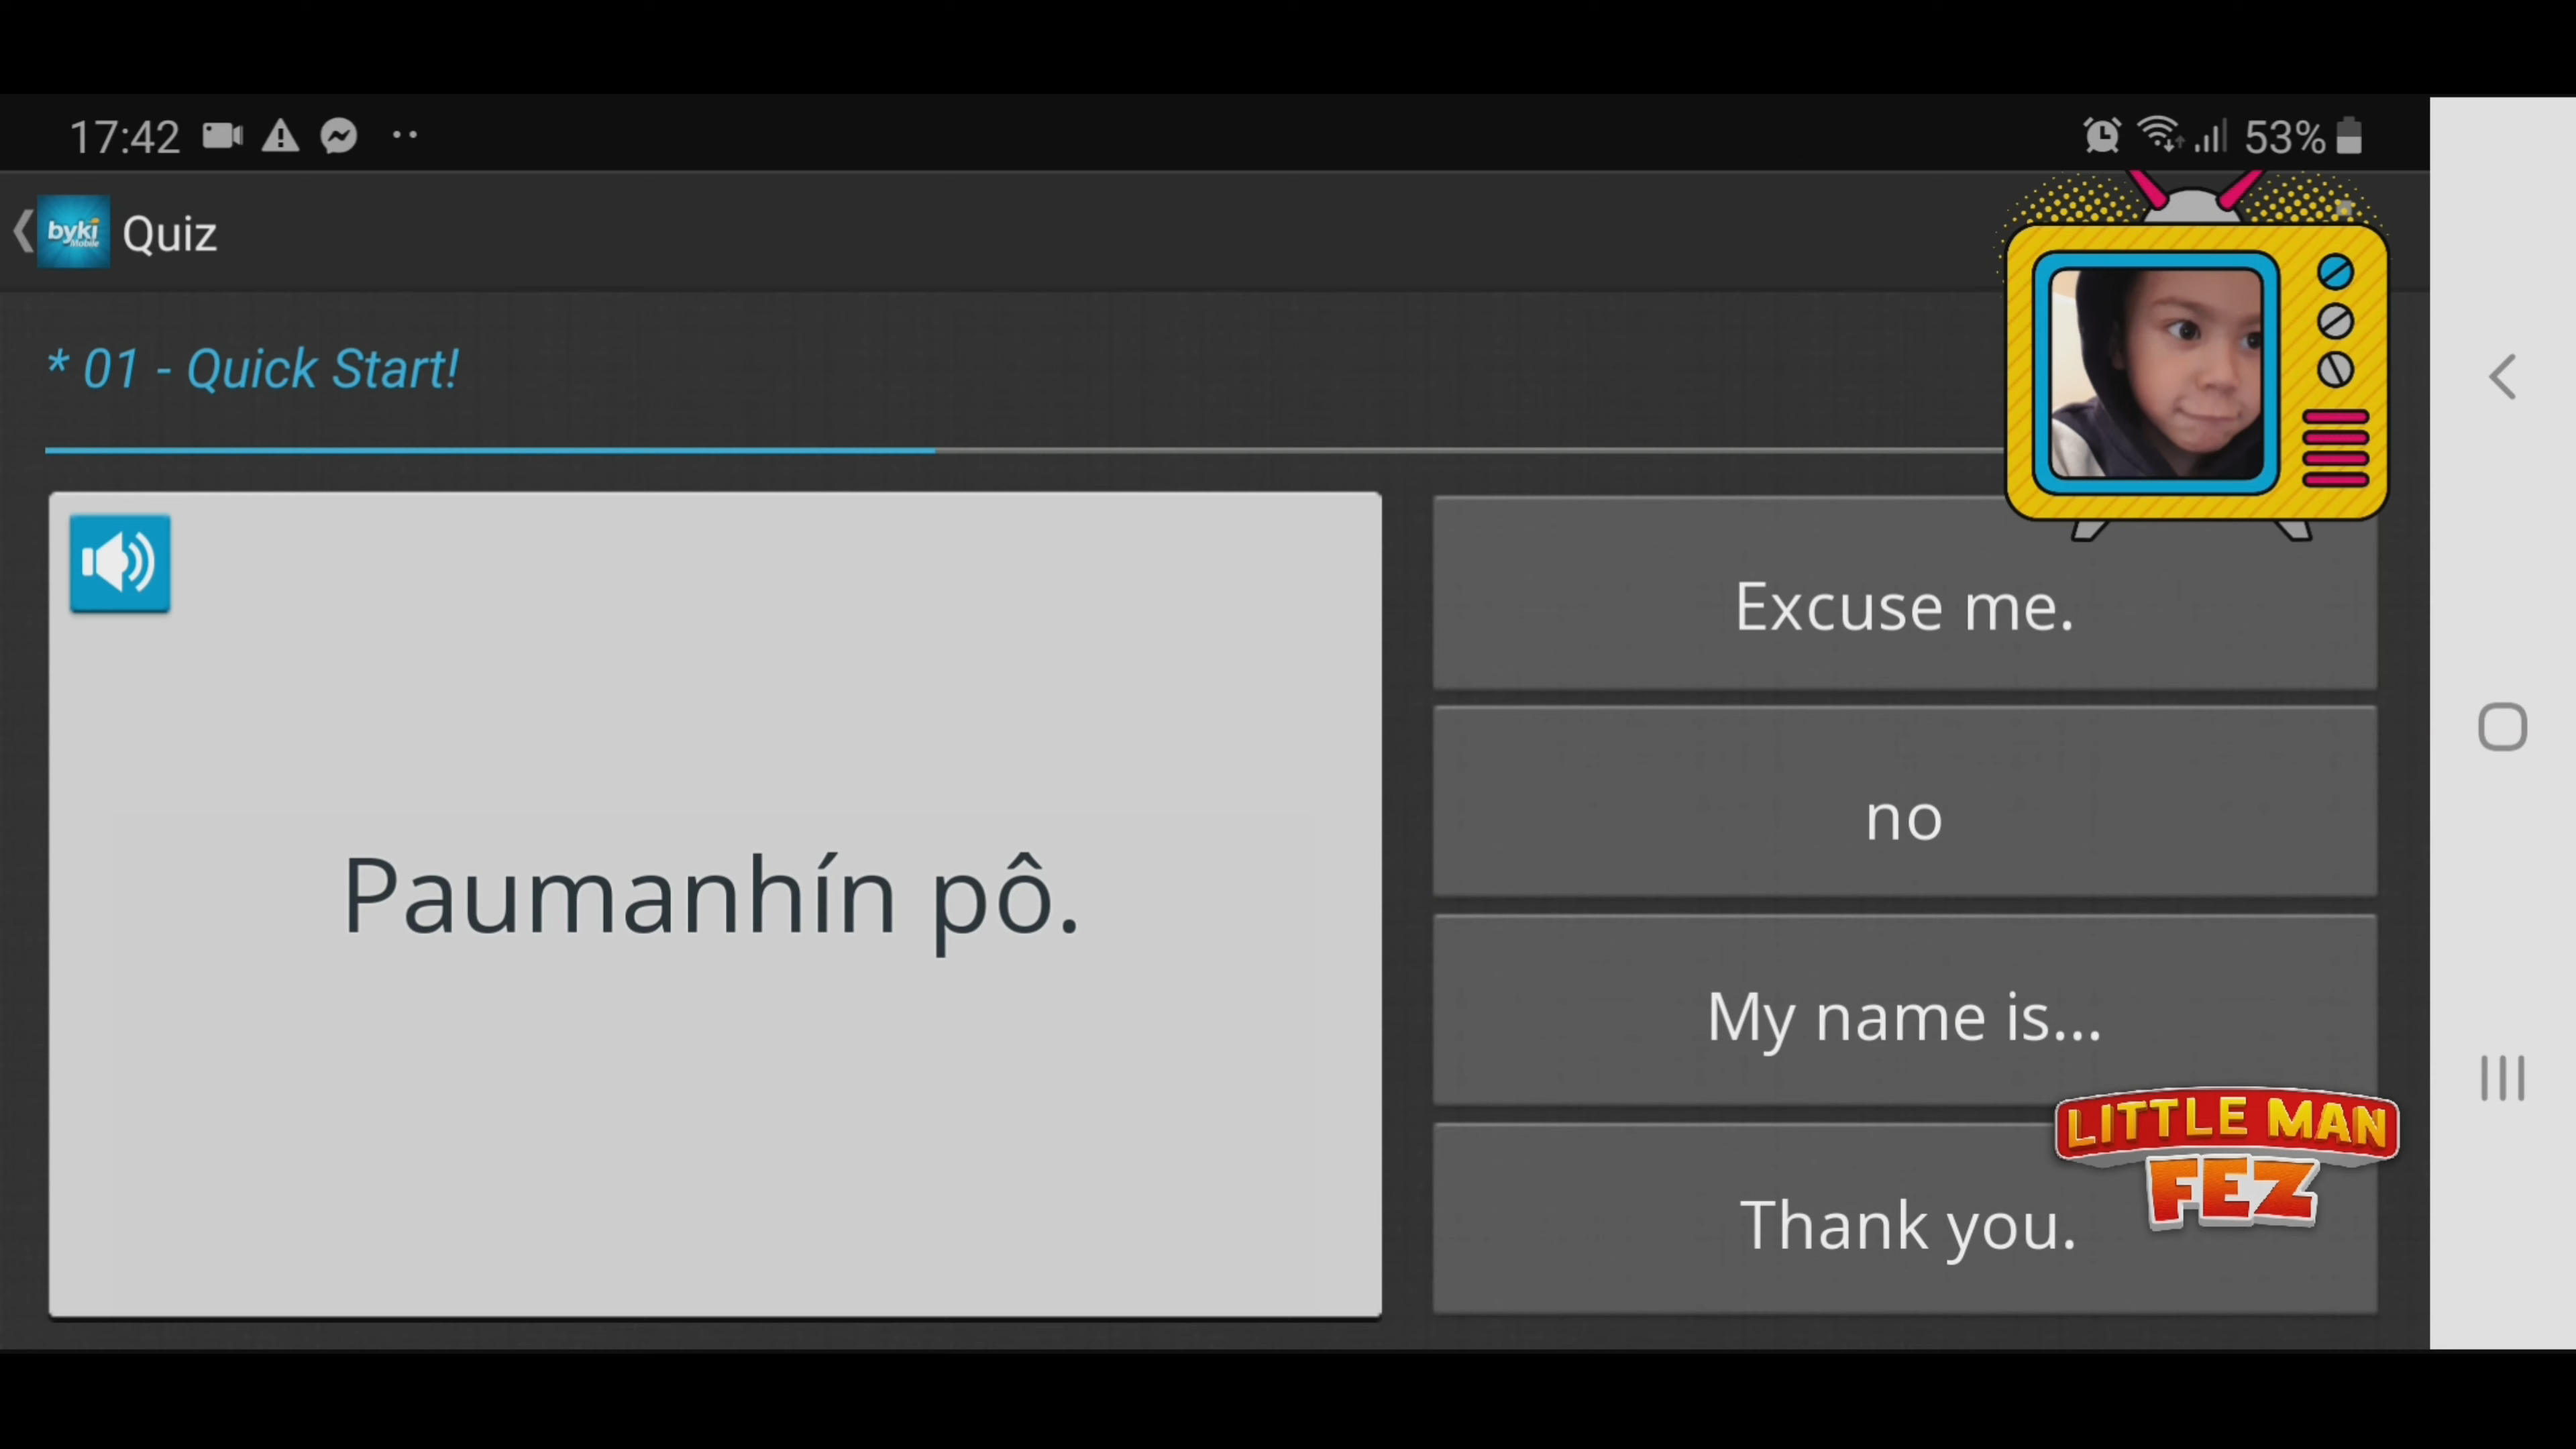 17:42
53%
byki
Mobile
Quiz
* 01 - Quick Start!
Paumanhín pô.
Excuse me.
no
My name is...
Thank you.
LITTLE MAN
FEZ